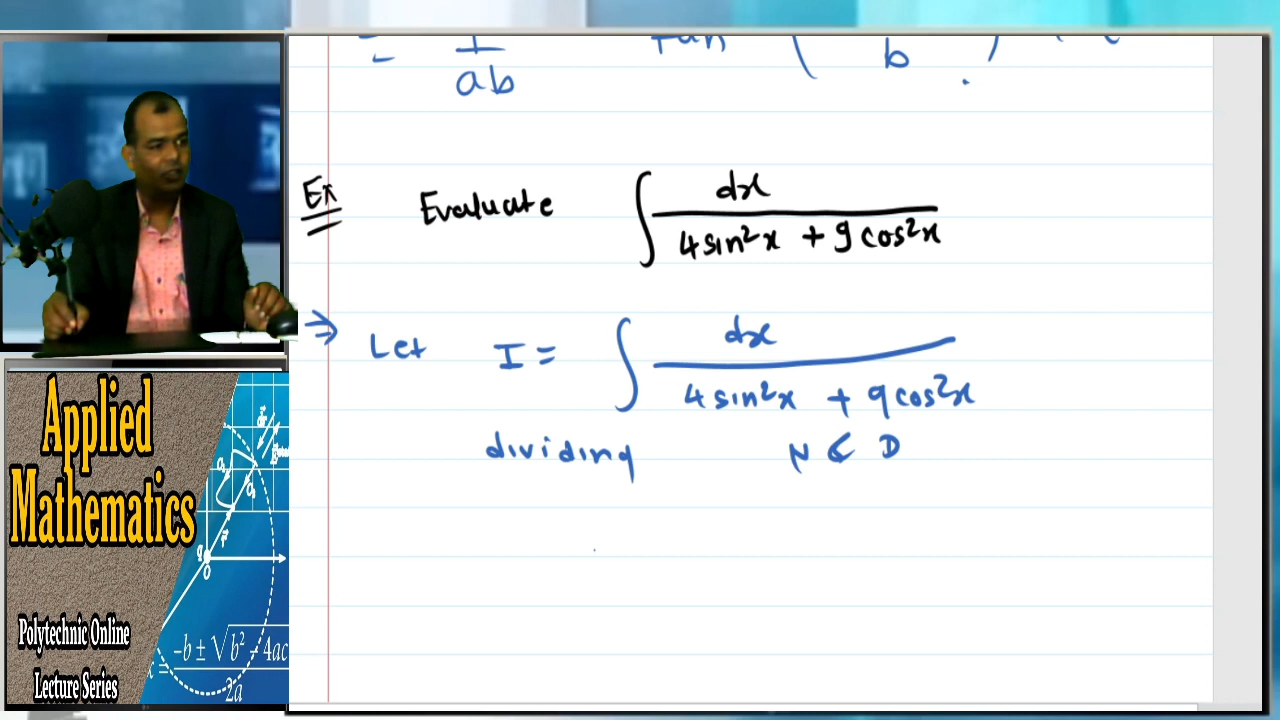 = 1/ab tan ( b ) + c
Ex Evaluate ∫ dx / (4sin²x + 9cos²x)
⇒ Let I = ∫ dx / (4sin²x + 9cos²x)
dividing N & D
Applied
Mathematics
Polytechnic Online
Lecture Series
x = (-b ± √(b² - 4ac)) / 2a